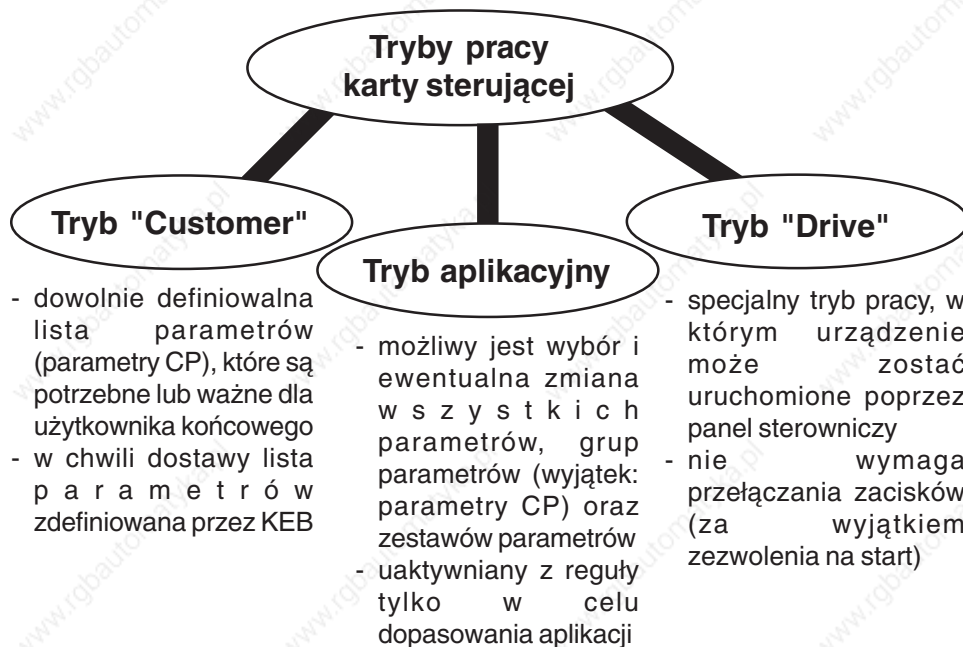 Tryby pracy
karty sterującej
Tryb "Customer"
Tryb aplikacyjny
Tryb "Drive"
- dowolnie definiowalna
lista parametrów
(parametry CP), które są
potrzebne lub ważne dla
użytkownika końcowego
- w chwili dostawy lista
parametrów
zdefiniowana przez KEB
- możliwy jest wybór i
ewentualna zmiana
wszystkich
parametrów, grup
parametrów (wyjątek:
parametry CP) oraz
zestawów parametrów
- uaktywniany z reguły
tylko w celu
dopasowania aplikacji
- specjalny tryb pracy, w
którym urządzenie
może zostać
uruchomione poprzez
panel sterowniczy
- nie wymaga
przełączania zacisków
(za wyjątkiem
zezwolenia na start)
www.rgbautomatyka.pl